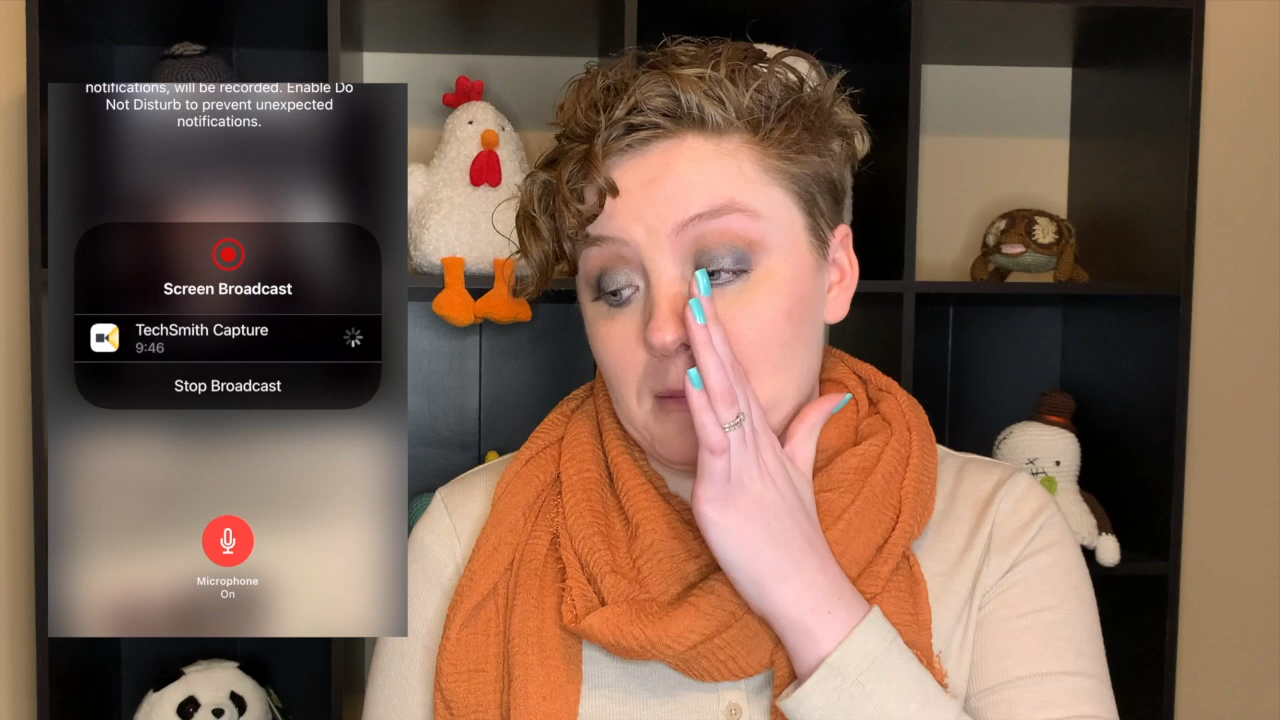 notifications, will be recorded. Enable Do
Not Disturb to prevent unexpected
notifications.
Screen Broadcast
TechSmith Capture
9:46
Stop Broadcast
Microphone
On